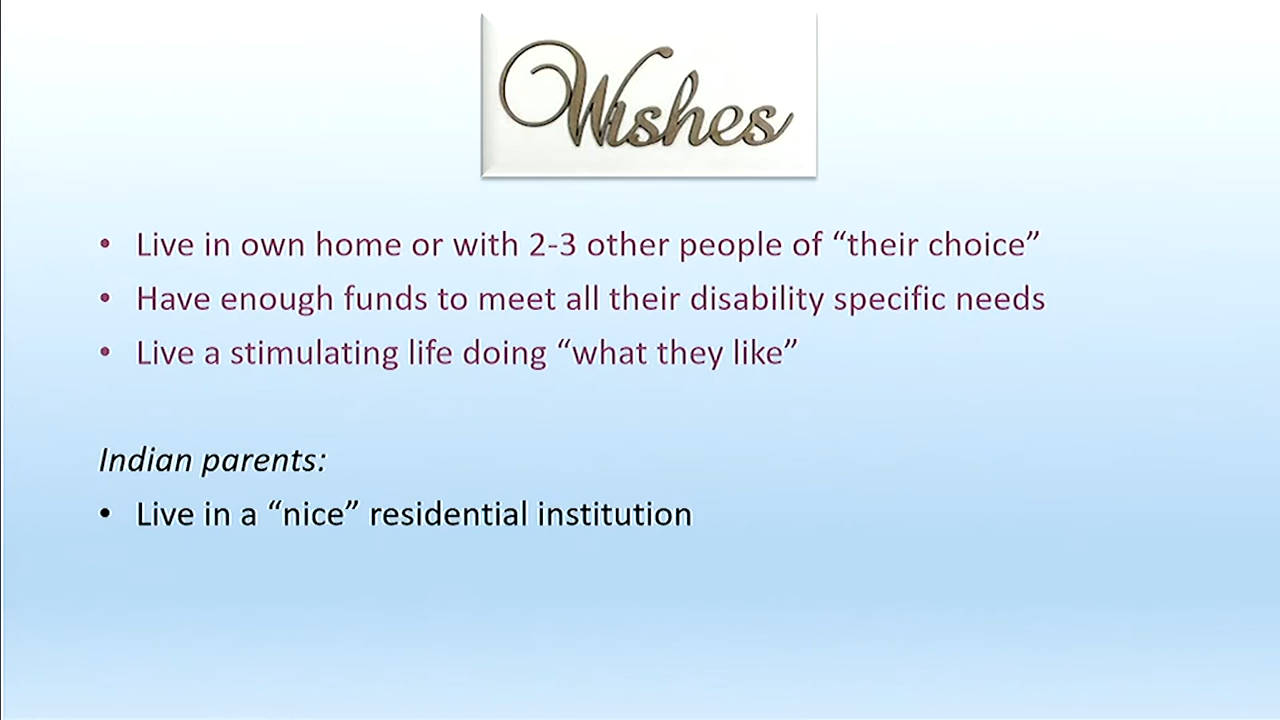 Wishes
• Live in own home or with 2-3 other people of “their choice”
• Have enough funds to meet all their disability specific needs
• Live a stimulating life doing “what they like”
Indian parents:
• Live in a “nice” residential institution